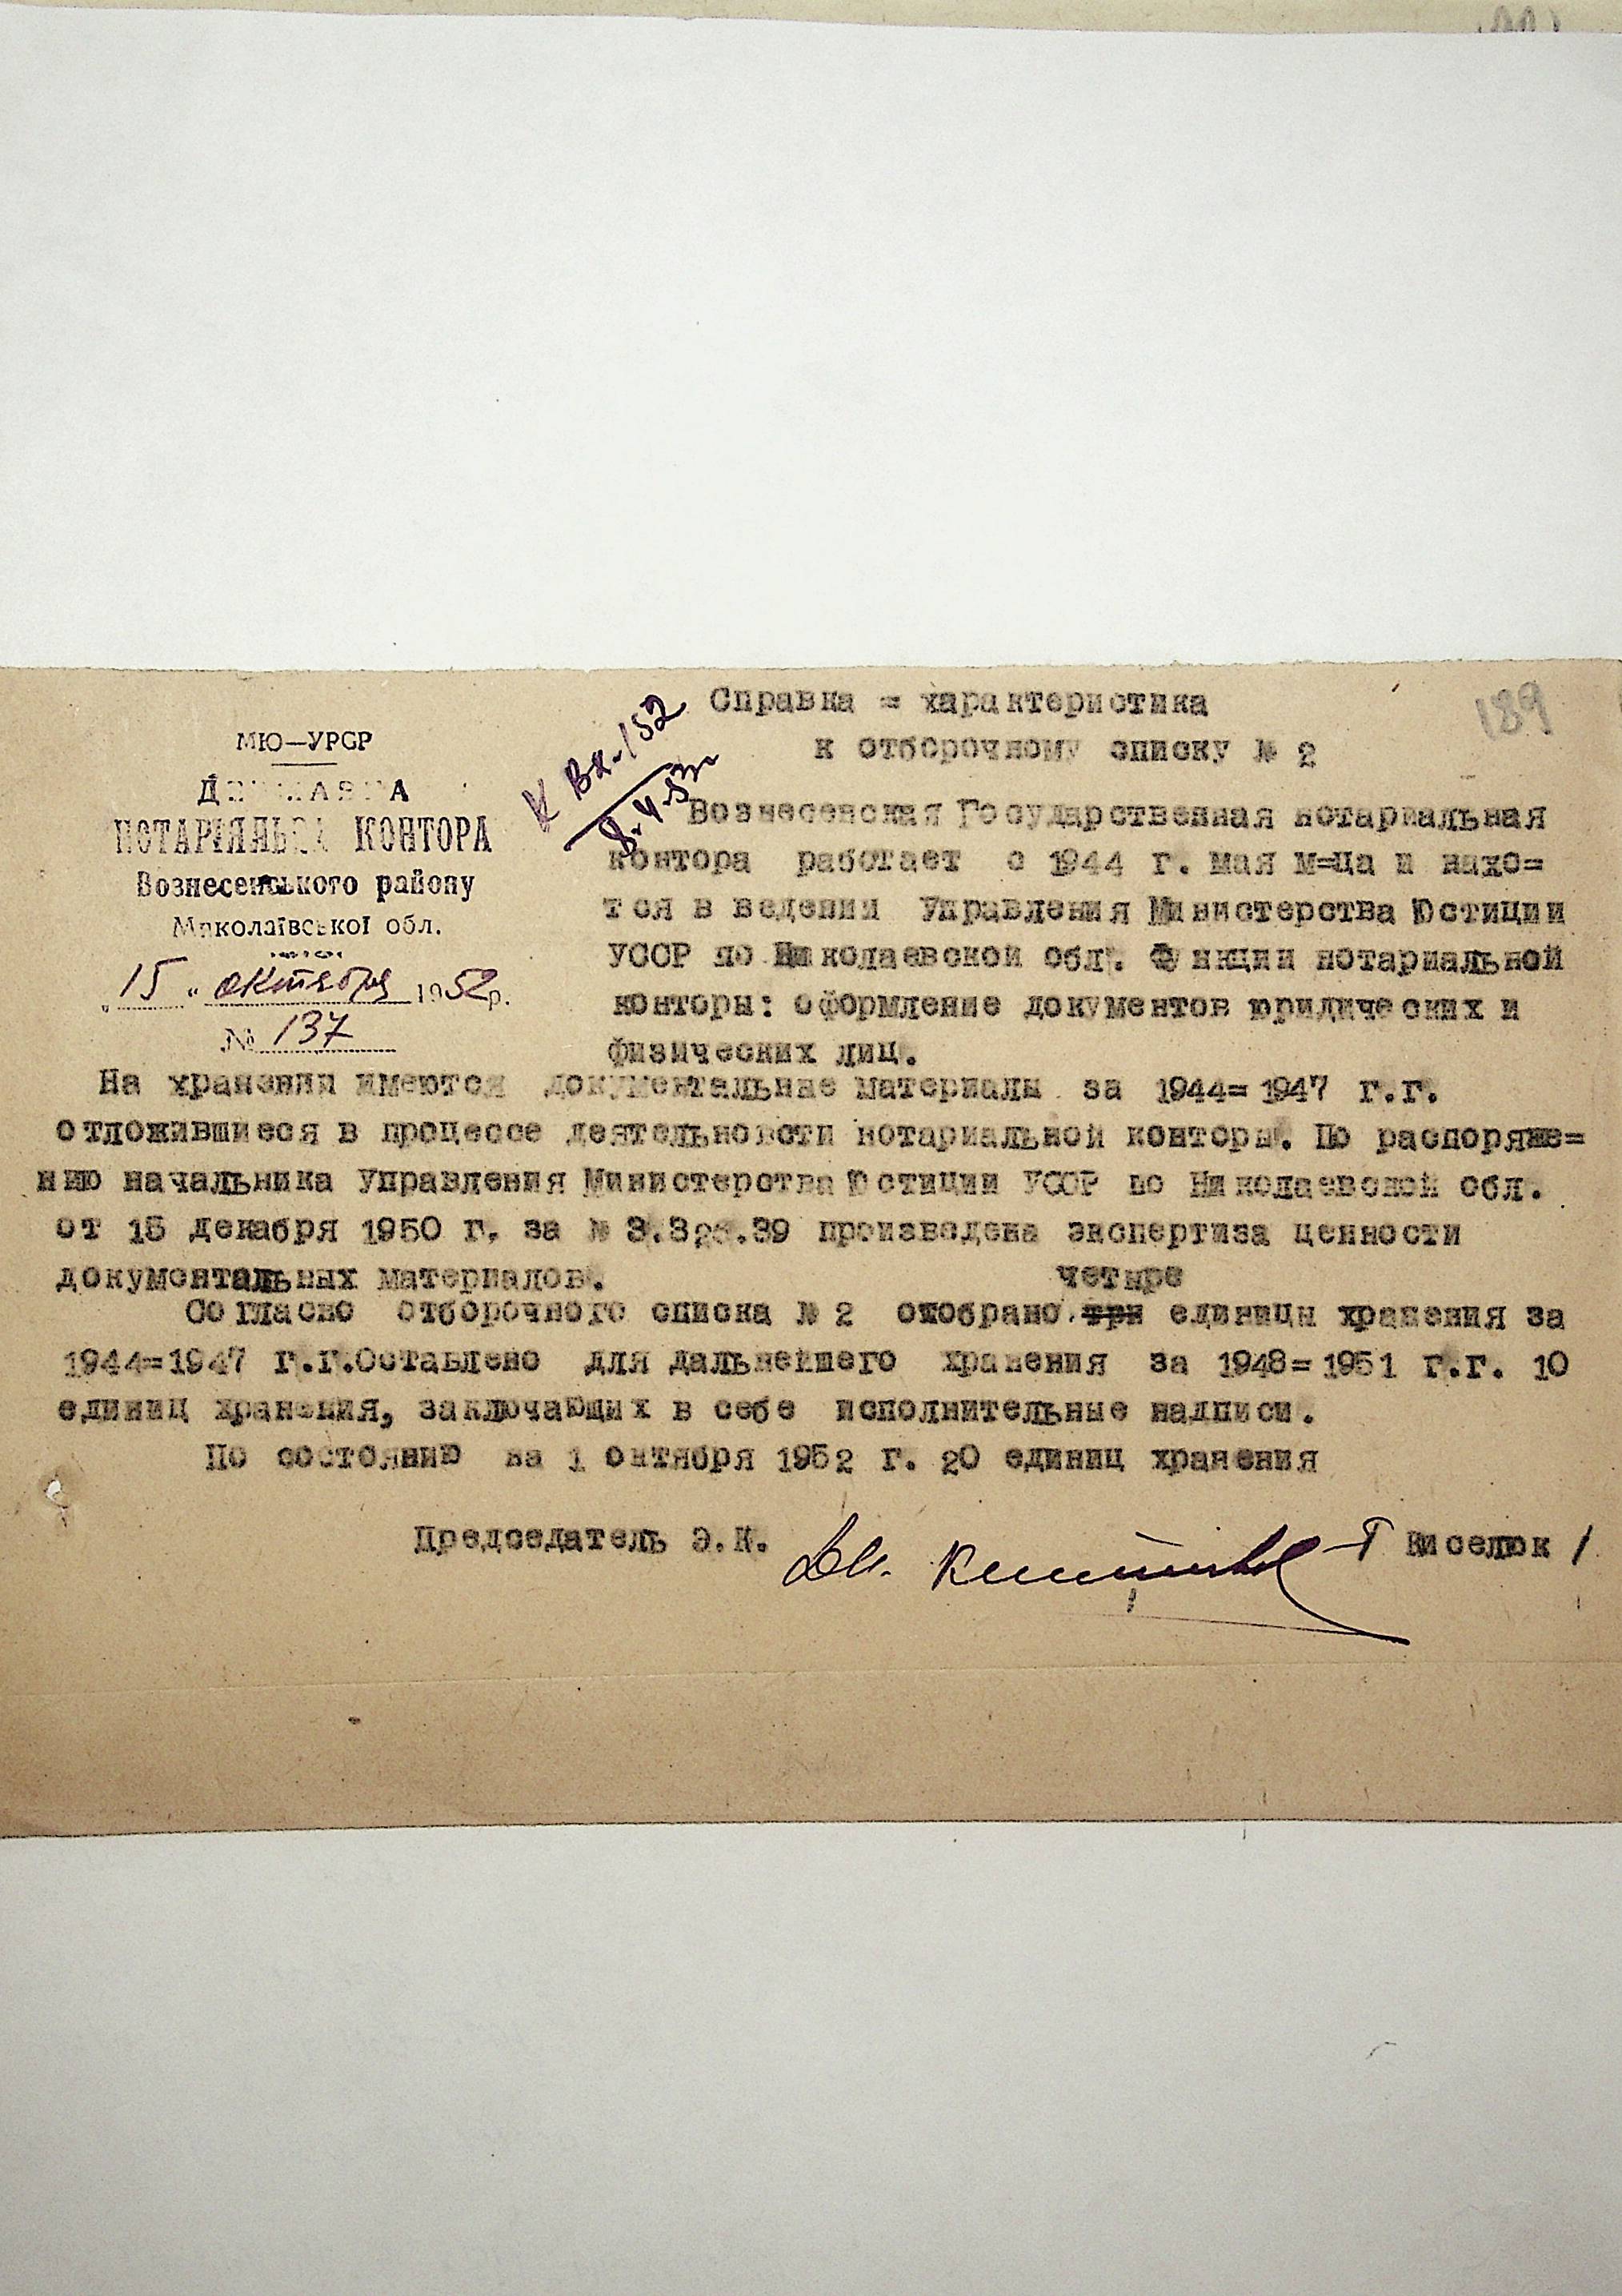 189
МЮ—УРСР
ДЕРЖАВНА
НОТАРІЯЛЬНА КОНТОРА
Вознесенського району
Миколаївської обл.
„ 15 " октября 1952р.
№ 137
К Вх-152
8.4.53г
Справка = характеристика
к отборочному списку № 2
Вознесенская Государственная нотариальная
контора работает с 1944 г. мая м=ца и нахо=
тся в ведении Управления Министерства Юстиции
УССР по Николаевской обл. Функции нотариальной
конторы: оформление документов юридических и
физических лиц.
На хранении имеются документальные материалы за 1944=1947 г.г.
отложившиеся в процессе деятельности нотариальной конторы. По распоряже=
нию начальника Управления Министерства Юстиции УССР по Николаевской обл.
от 15 декабря 1950 г. за № произведена экспертиза ценности
документальных материалов.
четыре
Согласно отборочного списка № 2 отобрано три единицы хранения за
1944=1947 г.г.Оставлено для дальнейшего хранения за 1948=1951 г.г. 10
единиц хранения, заключающих в себе исполнительные надписи.
По состоянию на 1 октября 1952 г. 20 единиц хранения
Председатель Э.К. Киселюк /